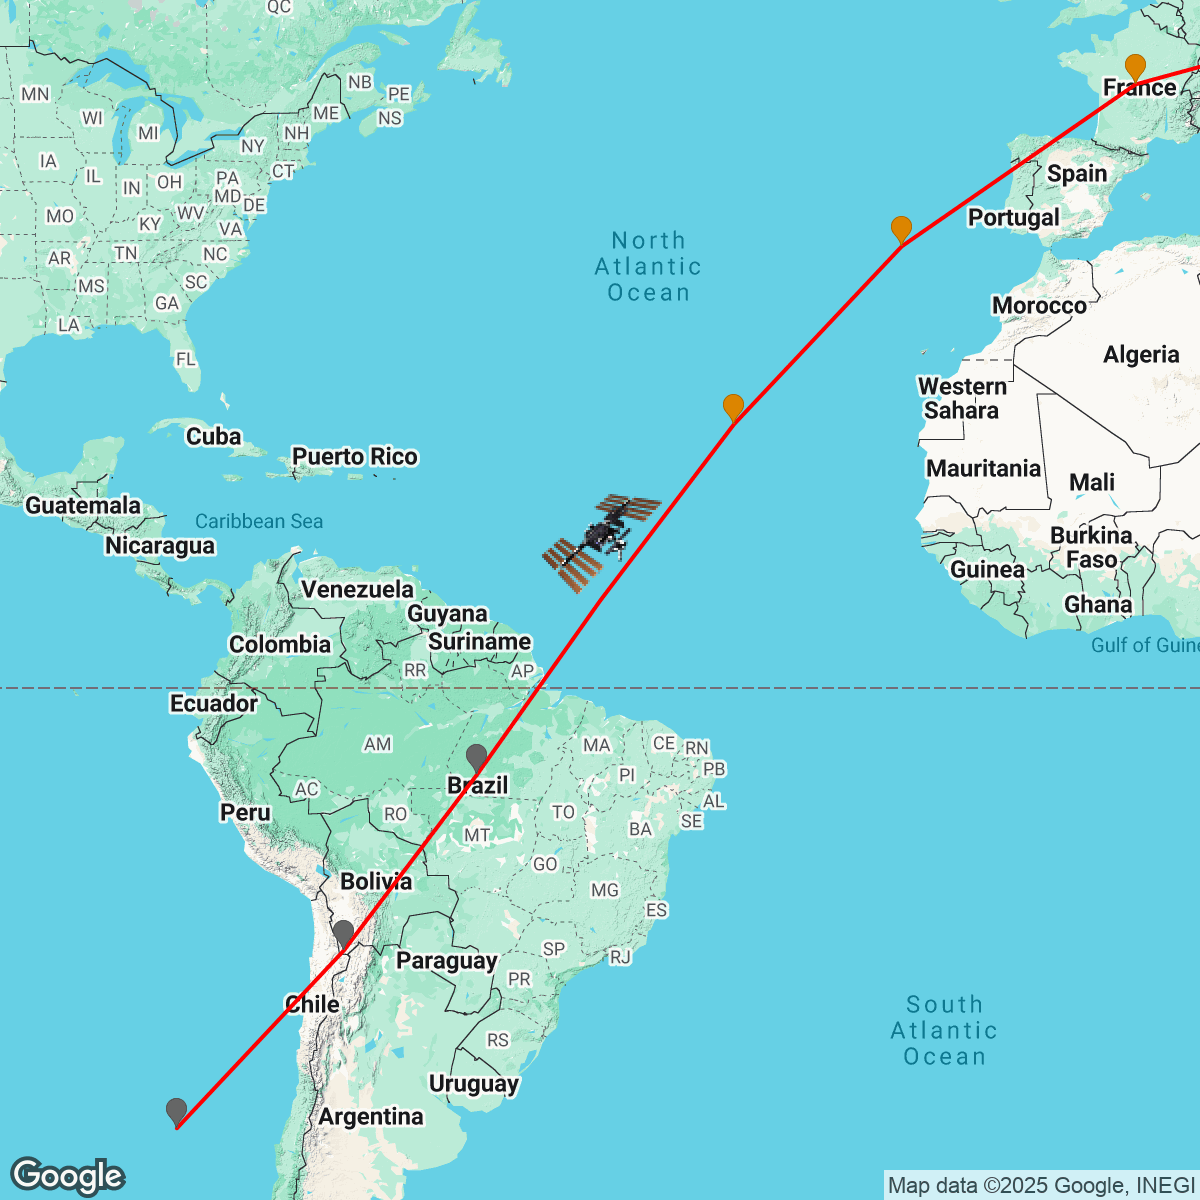 QC
MN
WI
MI
NB
PE
ME
NS
NH
NY
CT
IA
IL
IN
OH
PA
MD
DE
MO
KY
WV
VA
AR
TN
NC
MS
SC
GA
LA
FL
France
Spain
Portugal
North
Atlantic
Ocean
Morocco
Algeria
Western
Sahara
Cuba
Puerto Rico
Mauritania
Mali
Guatemala
Caribbean Sea
Nicaragua
Burkina
Faso
Guinea
Ghana
Venezuela
Guyana
Suriname
Colombia
RR
AP
Gulf of Guine
Ecuador
AM
MA
CE
RN
PB
PI
Brazil
AC
Peru
RO
TO
AL
SE
MT
BA
GO
Bolivia
MG
ES
SP
RJ
Paraguay
PR
Chile
South
Atlantic
Ocean
RS
Uruguay
Argentina
Google
Map data ©2025 Google, INEGI